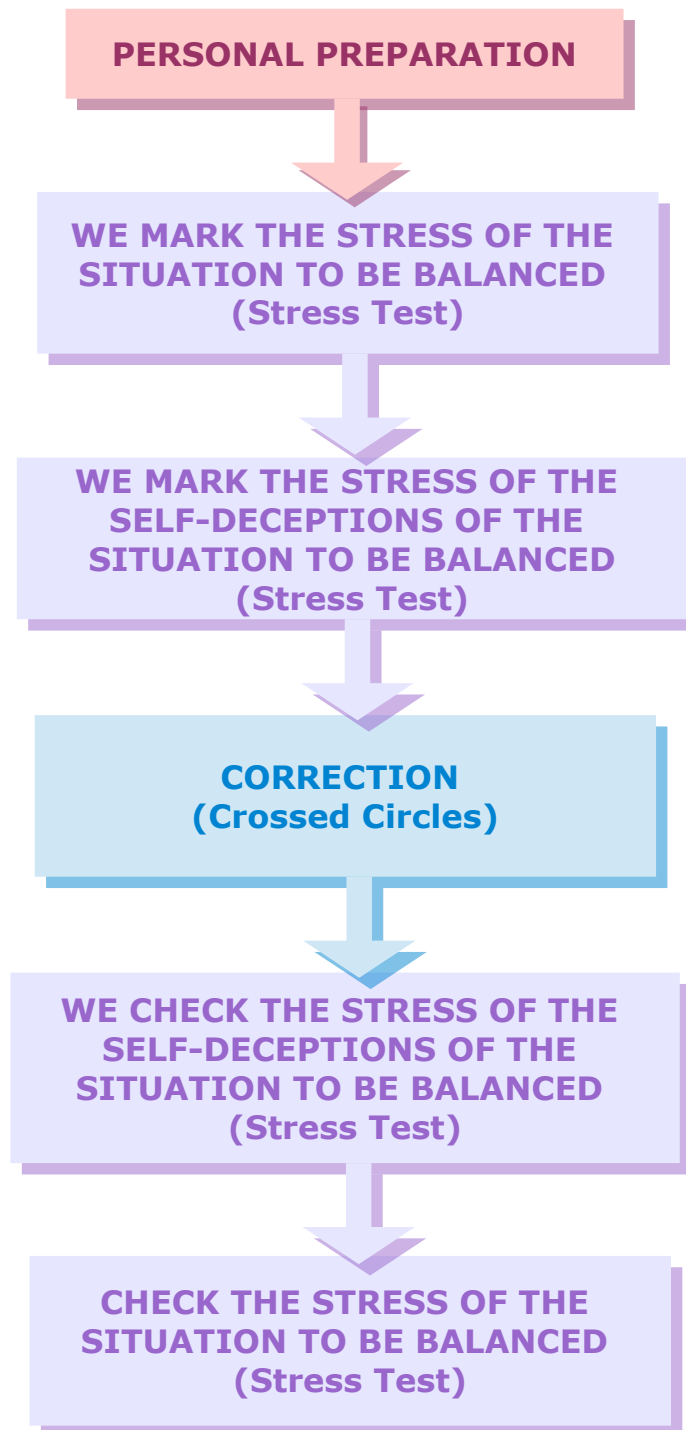 PERSONAL PREPARATION
WE MARK THE STRESS OF THE
SITUATION TO BE BALANCED
(Stress Test)
WE MARK THE STRESS OF THE
SELF-DECEPTIONS OF THE
SITUATION TO BE BALANCED
(Stress Test)
CORRECTION
(Crossed Circles)
WE CHECK THE STRESS OF THE
SELF-DECEPTIONS OF THE
SITUATION TO BE BALANCED
(Stress Test)
CHECK THE STRESS OF THE
SITUATION TO BE BALANCED
(Stress Test)